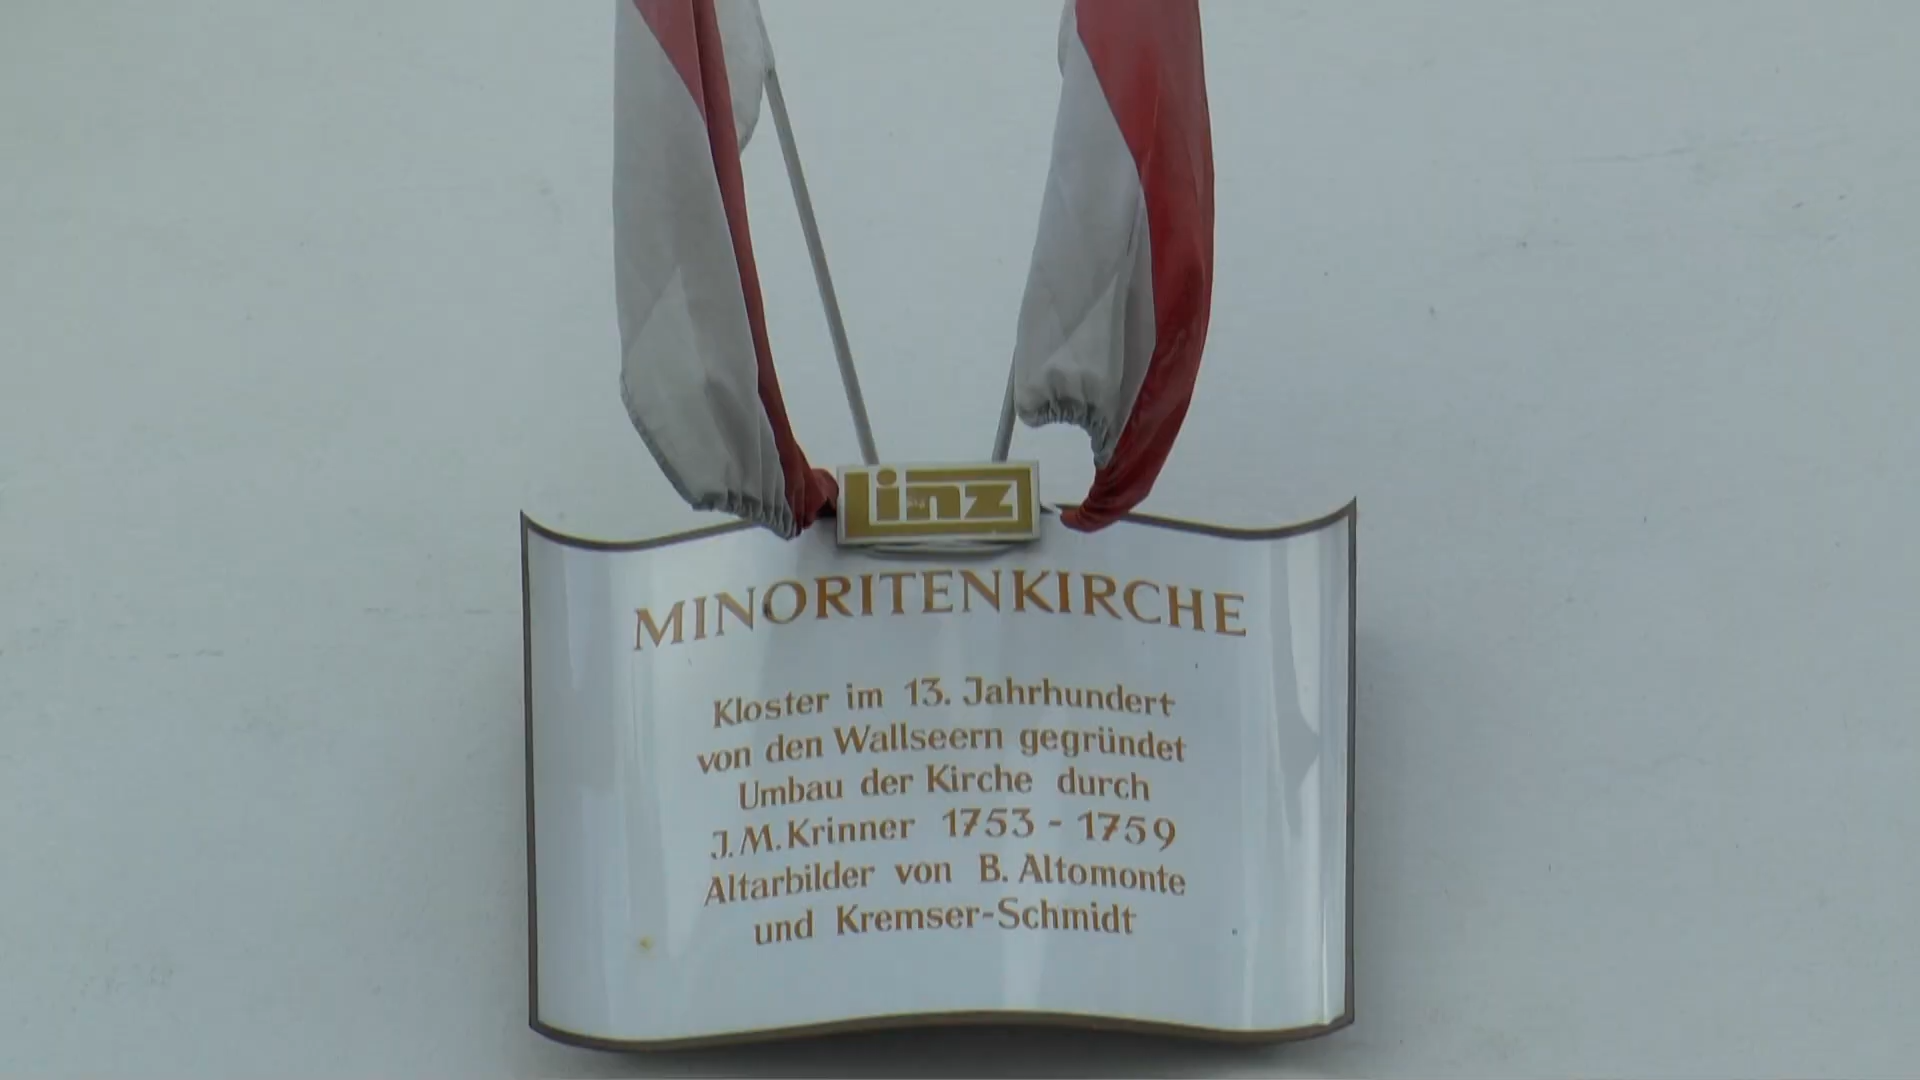 Linz
MINORITENKIRCHE
Kloster im 13. Jahrhundert
von den Wallseern gegründet
Umbau der Kirche durch
J. M. Krinner 1753 - 1759
Altarbilder von B. Altomonte
und Kremser-Schmidt